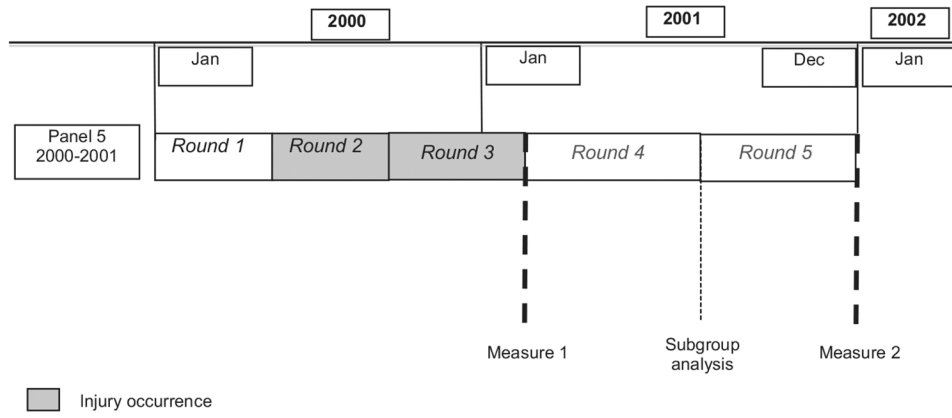 2000
2001
2002
Jan
Jan
Dec
Jan
Panel 5
2000-2001
Round 1
Round 2
Round 3
Round 4
Round 5
Measure 1
Subgroup
analysis
Measure 2
Injury occurrence